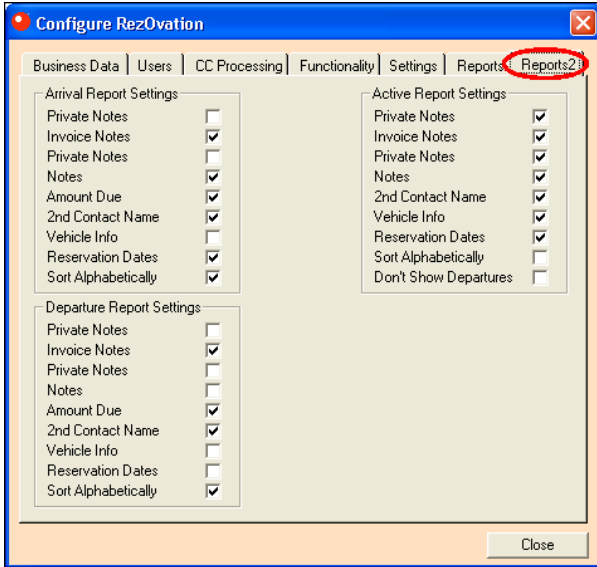 Configure RezOvation
Business Data Users CC Processing Functionality Settings Reports Reports2
Arrival Report Settings
Private Notes
Invoice Notes
Private Notes
Notes
Amount Due
2nd Contact Name
Vehicle Info
Reservation Dates
Sort Alphabetically
Active Report Settings
Private Notes
Invoice Notes
Private Notes
Notes
2nd Contact Name
Vehicle Info
Reservation Dates
Sort Alphabetically
Don't Show Departures
Departure Report Settings
Private Notes
Invoice Notes
Private Notes
Notes
Amount Due
2nd Contact Name
Vehicle Info
Reservation Dates
Sort Alphabetically
Close